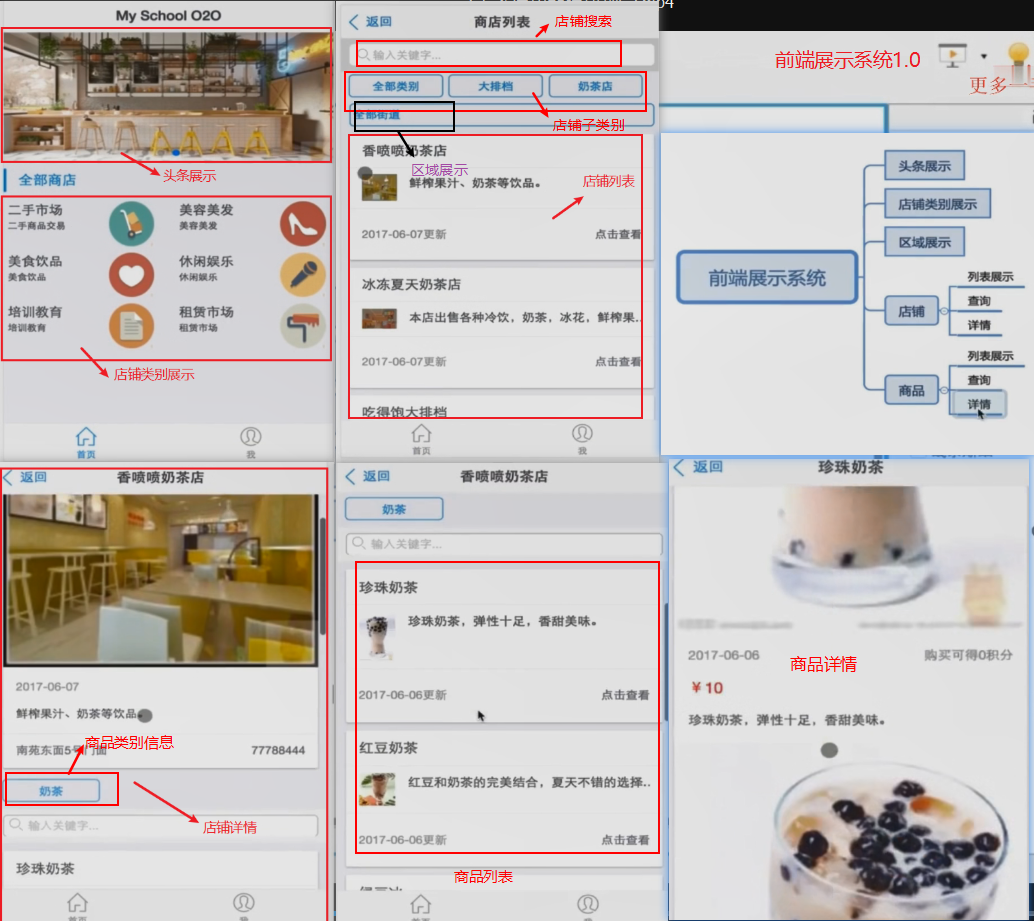 My School O2O
头条展示
全部商店
二手市场
二手商品交易
美容美发
美容美发
美食饮品
美食饮品
休闲娱乐
休闲娱乐
培训教育
培训教育
租赁市场
租赁市场
店铺类别展示
首页
我
返回
商店列表
店铺搜索
输入关键字...
全部类别
大排档
奶茶店
全部街道
店铺子类别
香喷喷奶茶店
区域展示
鲜榨果汁、奶茶等饮品。
店铺列表
2017-06-07更新
点击查看
冰冻夏天奶茶店
本店出售各种冷饮，奶茶，冰花，鲜榨果..
2017-06-07更新
点击查看
吃得饱大排档
首页
我
前端展示系统1.0
更多
前端展示系统
头条展示
店铺类别展示
区域展示
店铺
列表展示
查询
详情
商品
列表展示
查询
详情
返回
香喷喷奶茶店
2017-06-07
鲜榨果汁、奶茶等饮品。
商品类别信息
南苑东面5号门面
77788444
奶茶
店铺详情
输入关键字...
珍珠奶茶
返回
香喷喷奶茶店
奶茶
输入关键字...
珍珠奶茶
珍珠奶茶，弹性十足，香甜美味。
2017-06-06更新
点击查看
红豆奶茶
红豆和奶茶的完美结合，夏天不错的选择..
2017-06-06更新
点击查看
商品列表
返回
珍珠奶茶
2017-06-06
商品详情
购买可得0积分
¥ 10
珍珠奶茶，弹性十足，香甜美味。